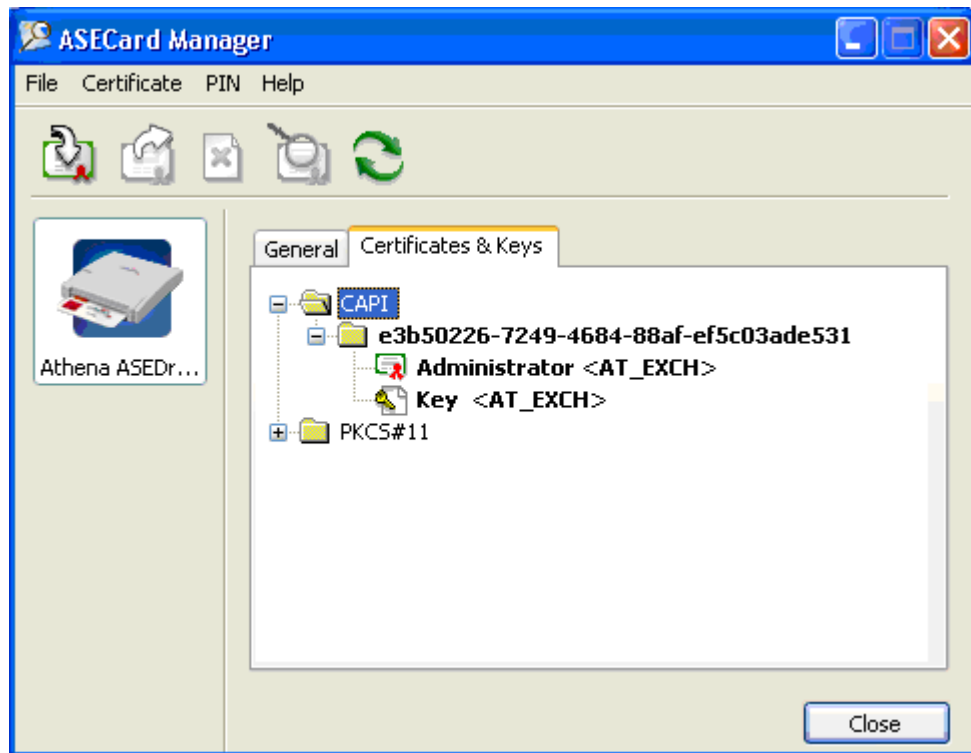 ASECard Manager
File Certificate PIN Help
General Certificates & Keys
CAPI
e3b50226-7249-4684-88af-ef5c03ade531
Administrator <AT_EXCH>
Athena ASEDr...
Key <AT_EXCH>
PKCS#11
Close